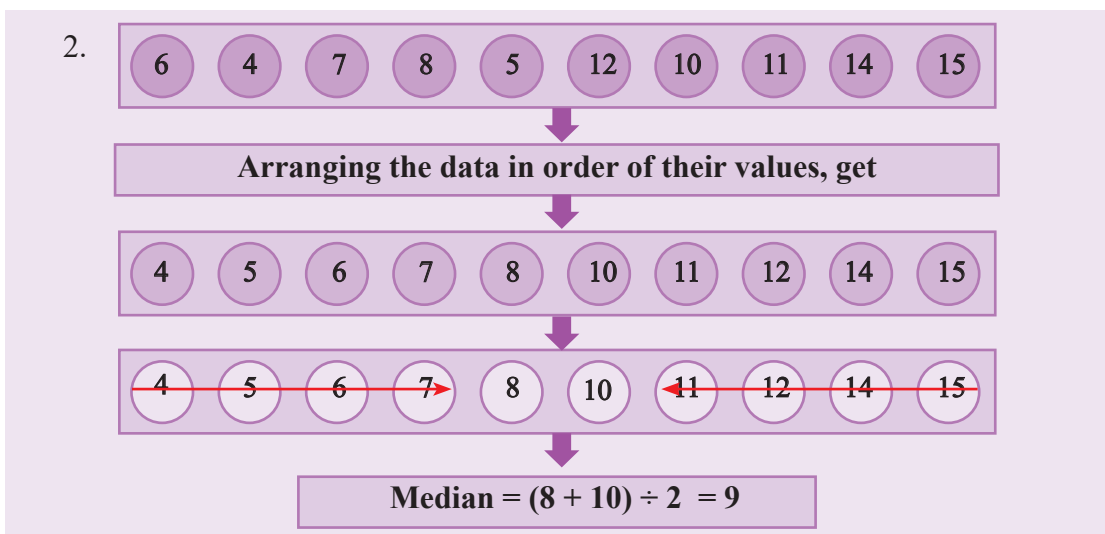 2.
6 4 7 8 5 12 10 11 14 15
Arranging the data in order of their values, get
4 5 6 7 8 10 11 12 14 15
4 5 6 7 8 10 11 12 14 15
Median = (8 + 10) ÷ 2 = 9